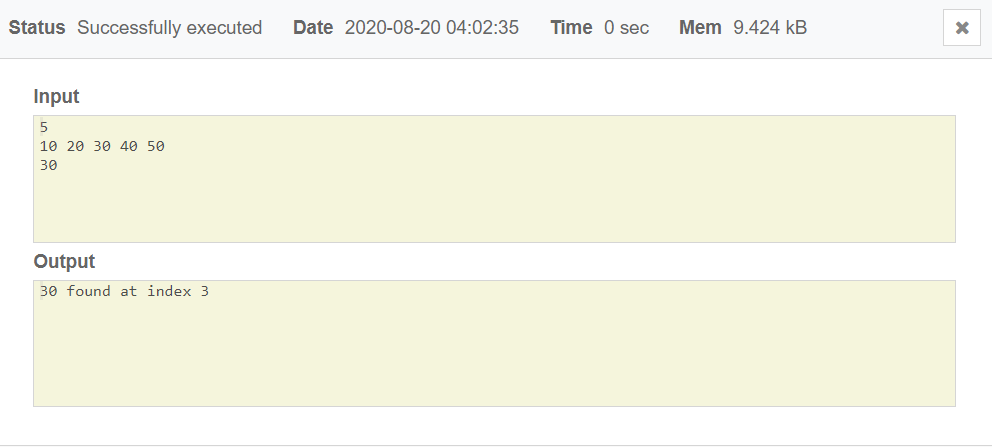 Status Successfully executed Date 2020-08-20 04:02:35 Time 0 sec Mem 9.424 kB
Input
5
10 20 30 40 50
30
Output
30 found at index 3